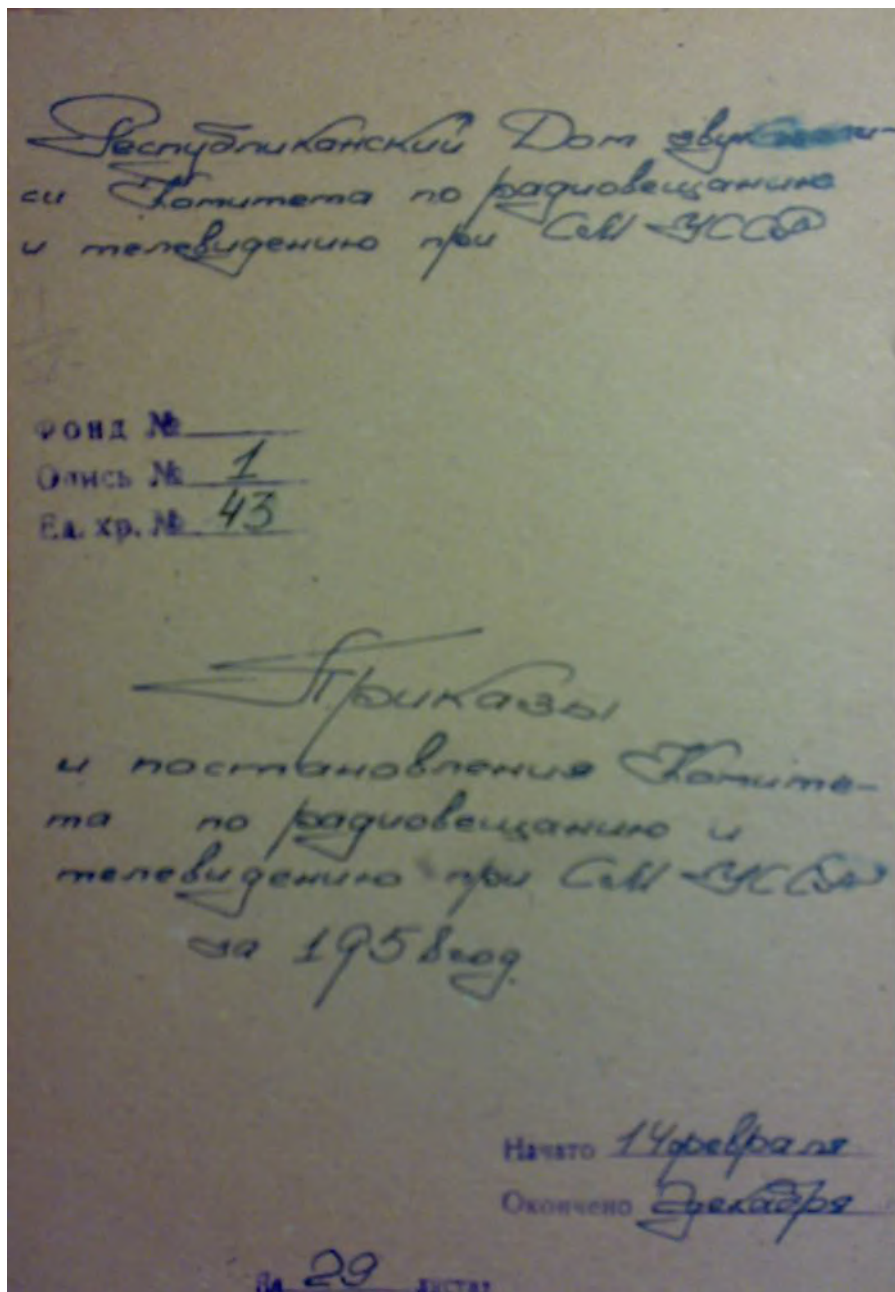 Республиканский Дом звукозапи-
си Комитета по радиовещанию
и телевидению при СМ УССР
Фонд №
Опись № 1
Ед. хр. № 43
Приказы
и постановления Комите-
та по радиовещанию и
телевидению при СМ УССР
за 1958 год
Начато 14 февраля
Окончено декабря
На 29 листах